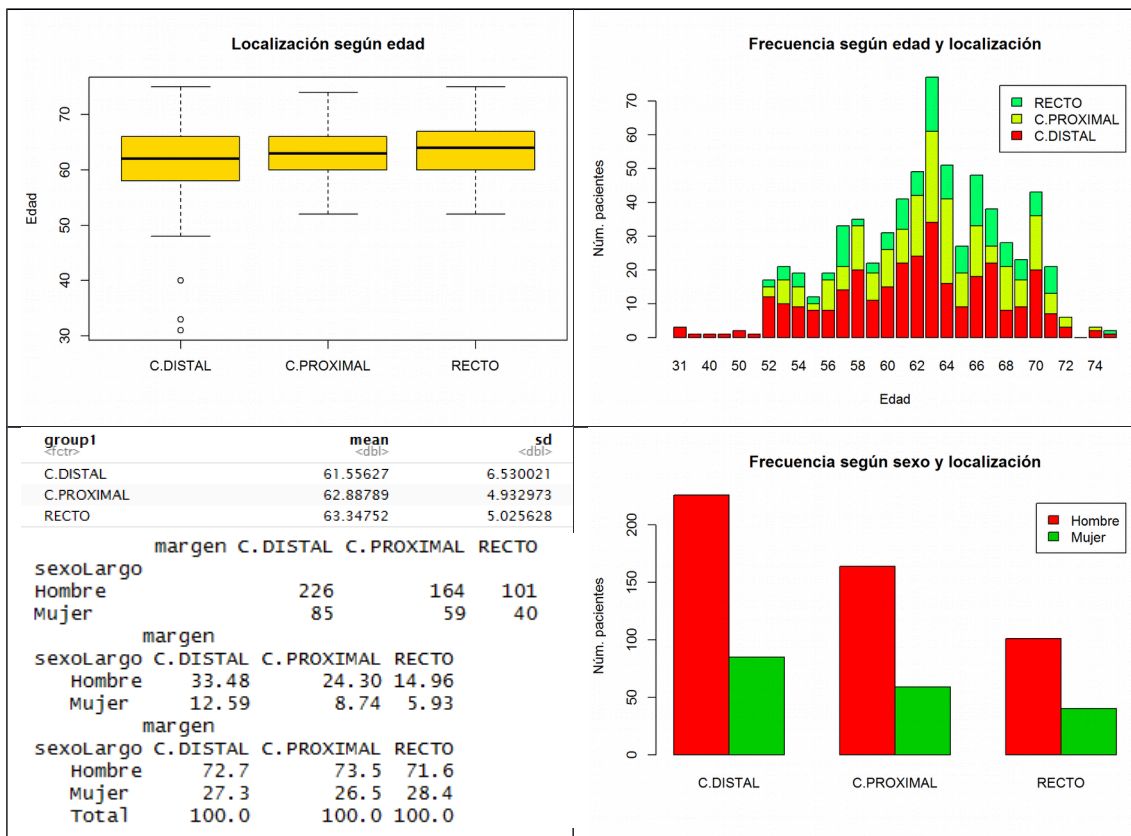 Localización según edad
Edad
70
60
50
40
30
C.DISTAL C.PROXIMAL RECTO
Frecuencia según edad y localización
Núm. pacientes
70
60
50
40
30
20
10
0
RECTO
C.PROXIMAL
C.DISTAL
31 40 50 52 54 56 58 60 62 64 66 68 70 72 74
Edad
group1 mean sd
<fctr> <dbl> <dbl>
C.DISTAL 61.55627 6.530021
C.PROXIMAL 62.88789 4.932973
RECTO 63.34752 5.025628
margen C.DISTAL C.PROXIMAL RECTO
sexoLargo
Hombre 226 164 101
Mujer 85 59 40
margen
sexoLargo C.DISTAL C.PROXIMAL RECTO
Hombre 33.48 24.30 14.96
Mujer 12.59 8.74 5.93
margen
sexoLargo C.DISTAL C.PROXIMAL RECTO
Hombre 72.7 73.5 71.6
Mujer 27.3 26.5 28.4
Total 100.0 100.0 100.0
Frecuencia según sexo y localización
Núm. pacientes
200
150
100
50
0
Hombre
Mujer
C.DISTAL C.PROXIMAL RECTO